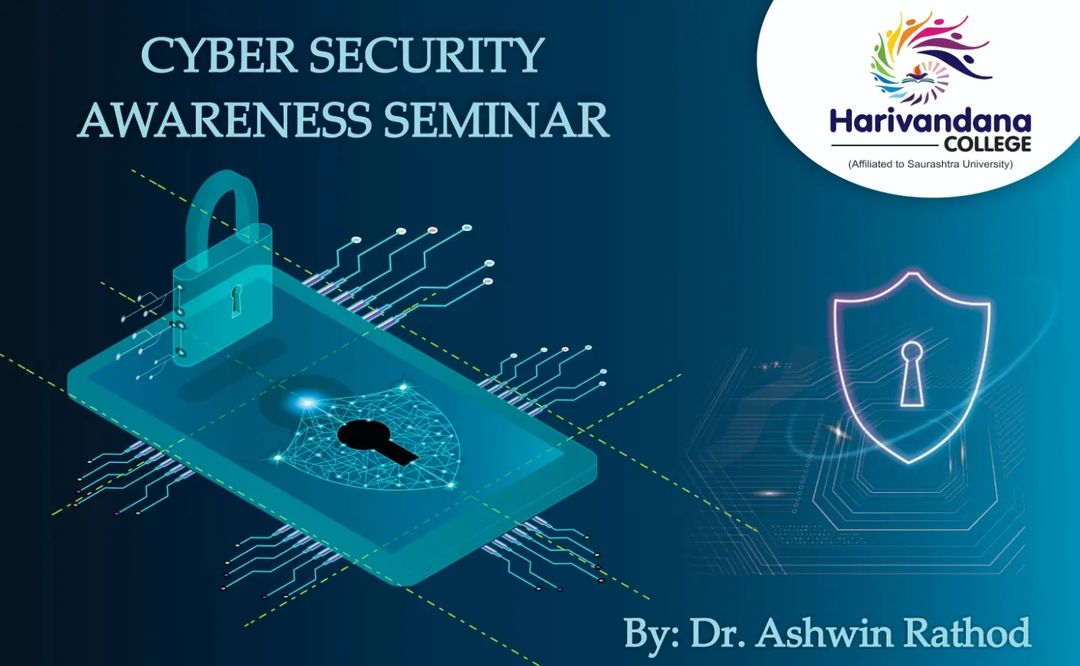 CYBER SECURITY
AWARENESS SEMINAR
Harivandana
COLLEGE
(Affiliated to Saurashtra University)
By: Dr. Ashwin Rathod